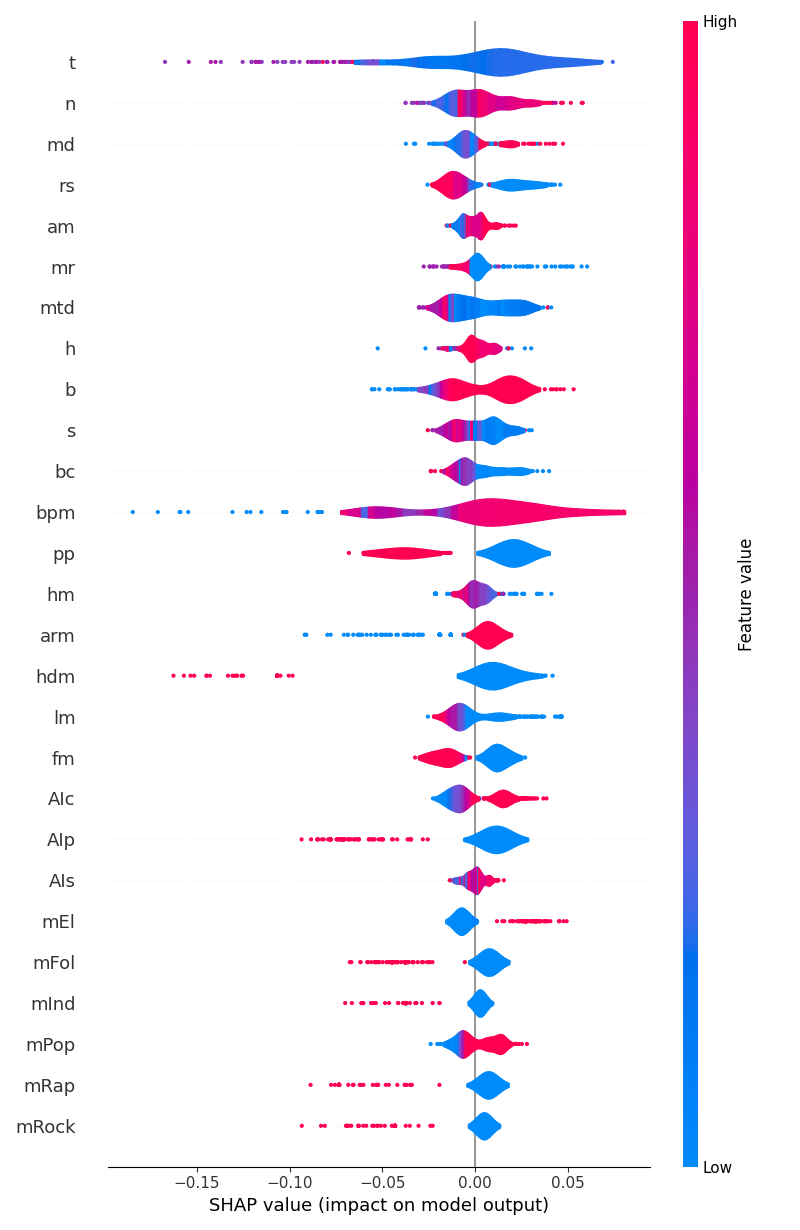 High
t
n
md
rs
am
mr
mtd
h
b
s
bc
bpm
pp
hm
arm
hdm
lm
fm
AIc
AIp
AIs
mEl
mFol
mInd
mPop
mRap
mRock
Feature value
Low
−0.15 −0.10 −0.05 0.00 0.05
SHAP value (impact on model output)